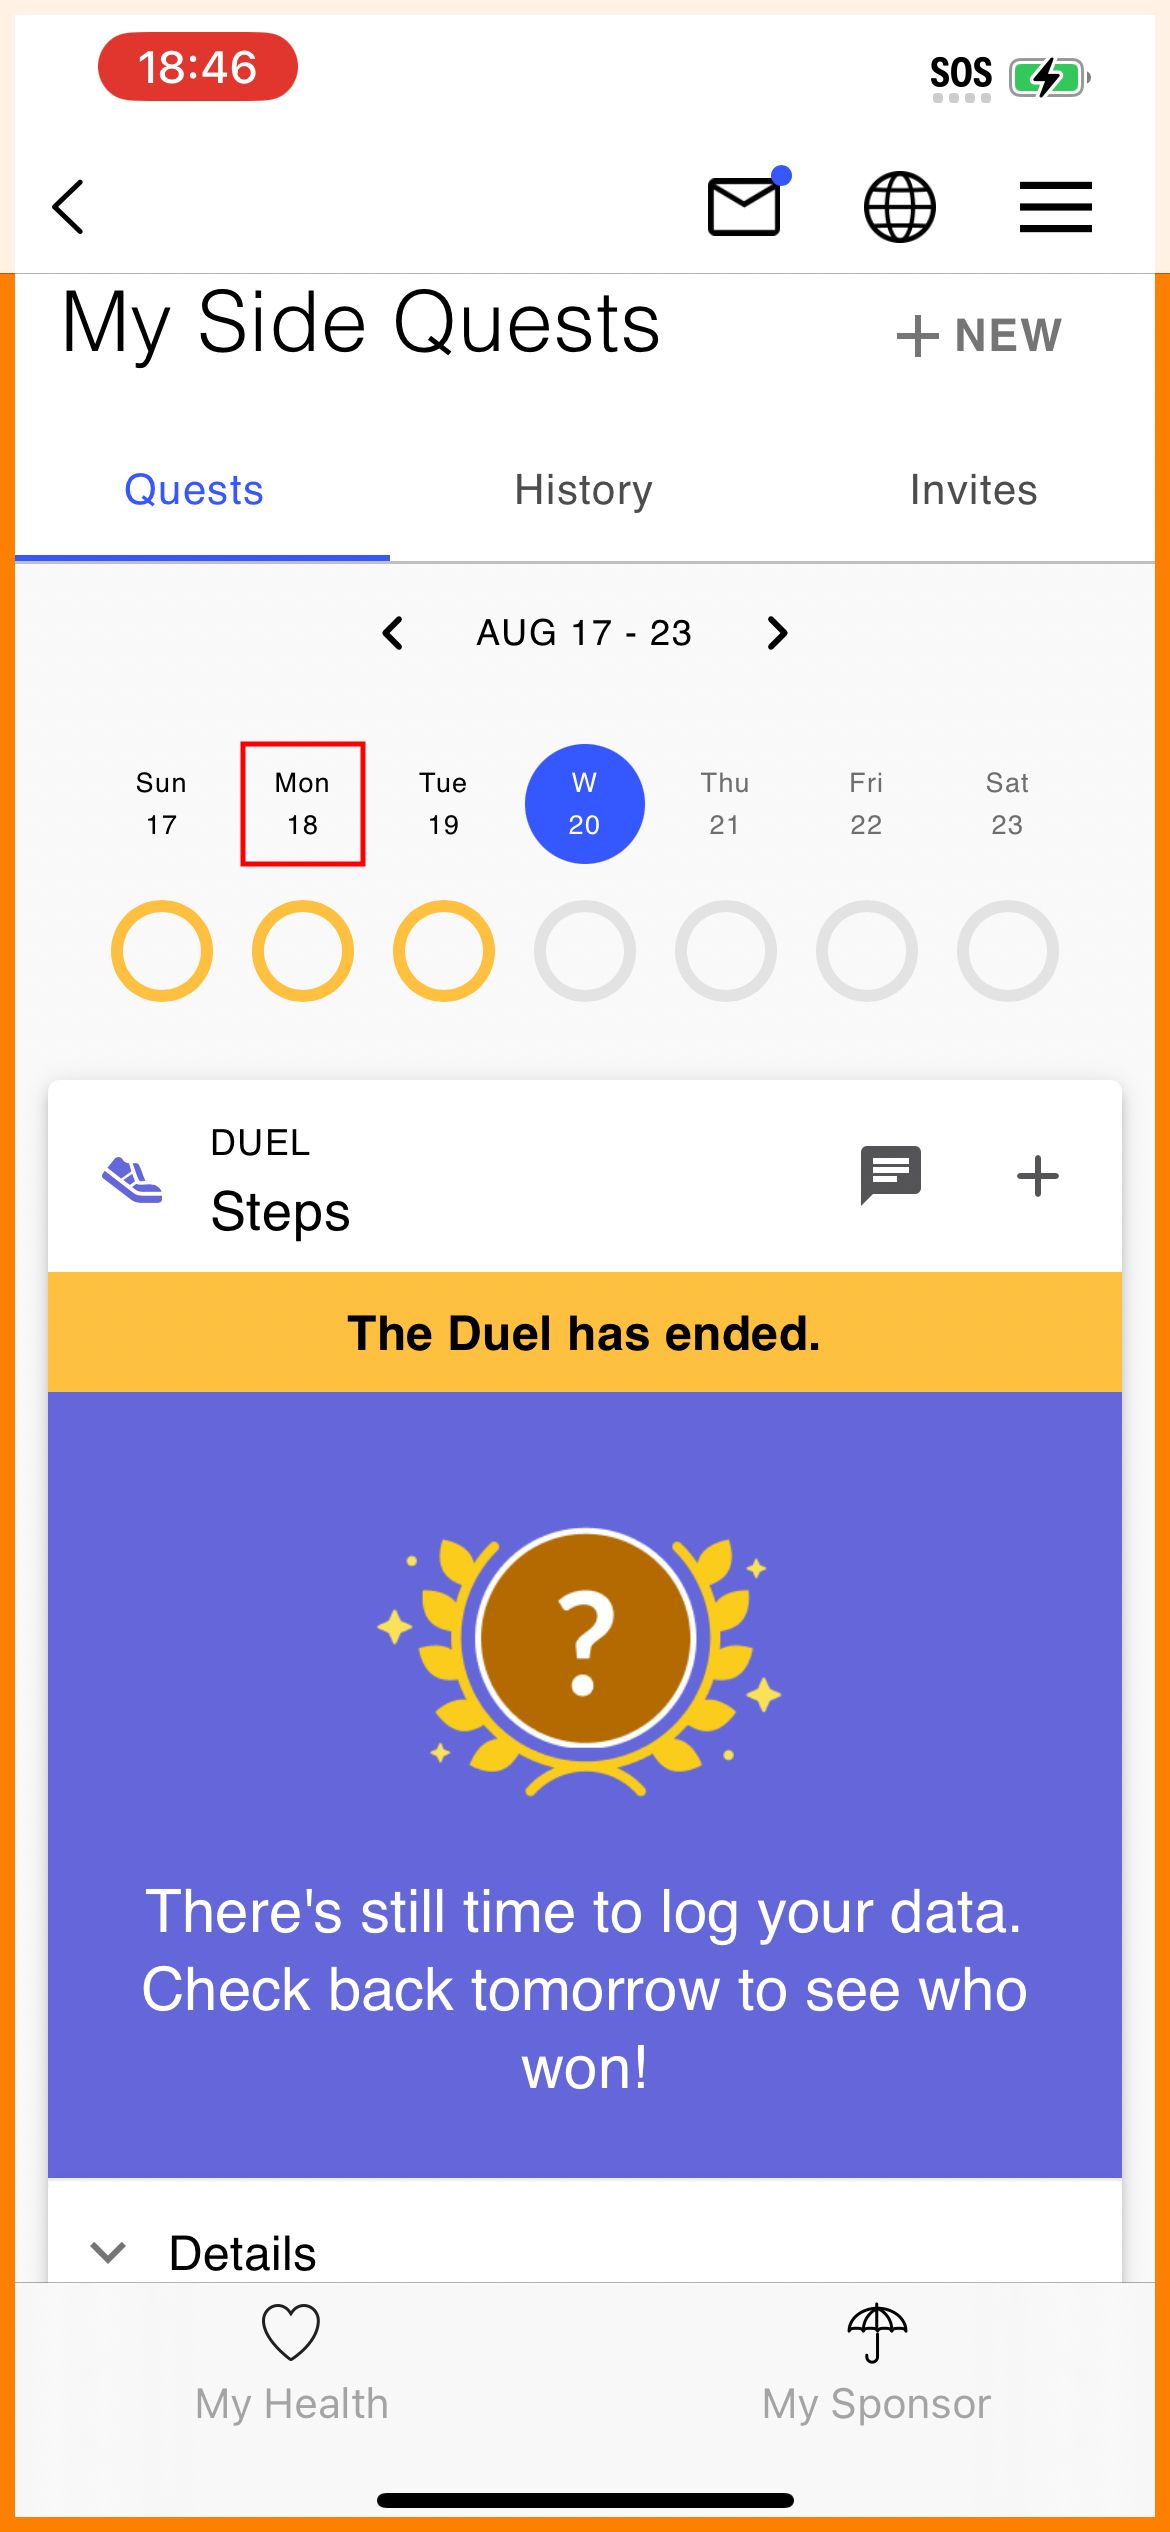 18:46
SOS
My Side Quests
+ NEW
Quests
History
Invites
AUG 17 - 23
Sun
Mon
Tue
W
Thu
Fri
Sat
17
18
19
20
21
22
23
DUEL
Steps
The Duel has ended.
?
There's still time to log your data.
Check back tomorrow to see who
won!
Details
My Health
My Sponsor